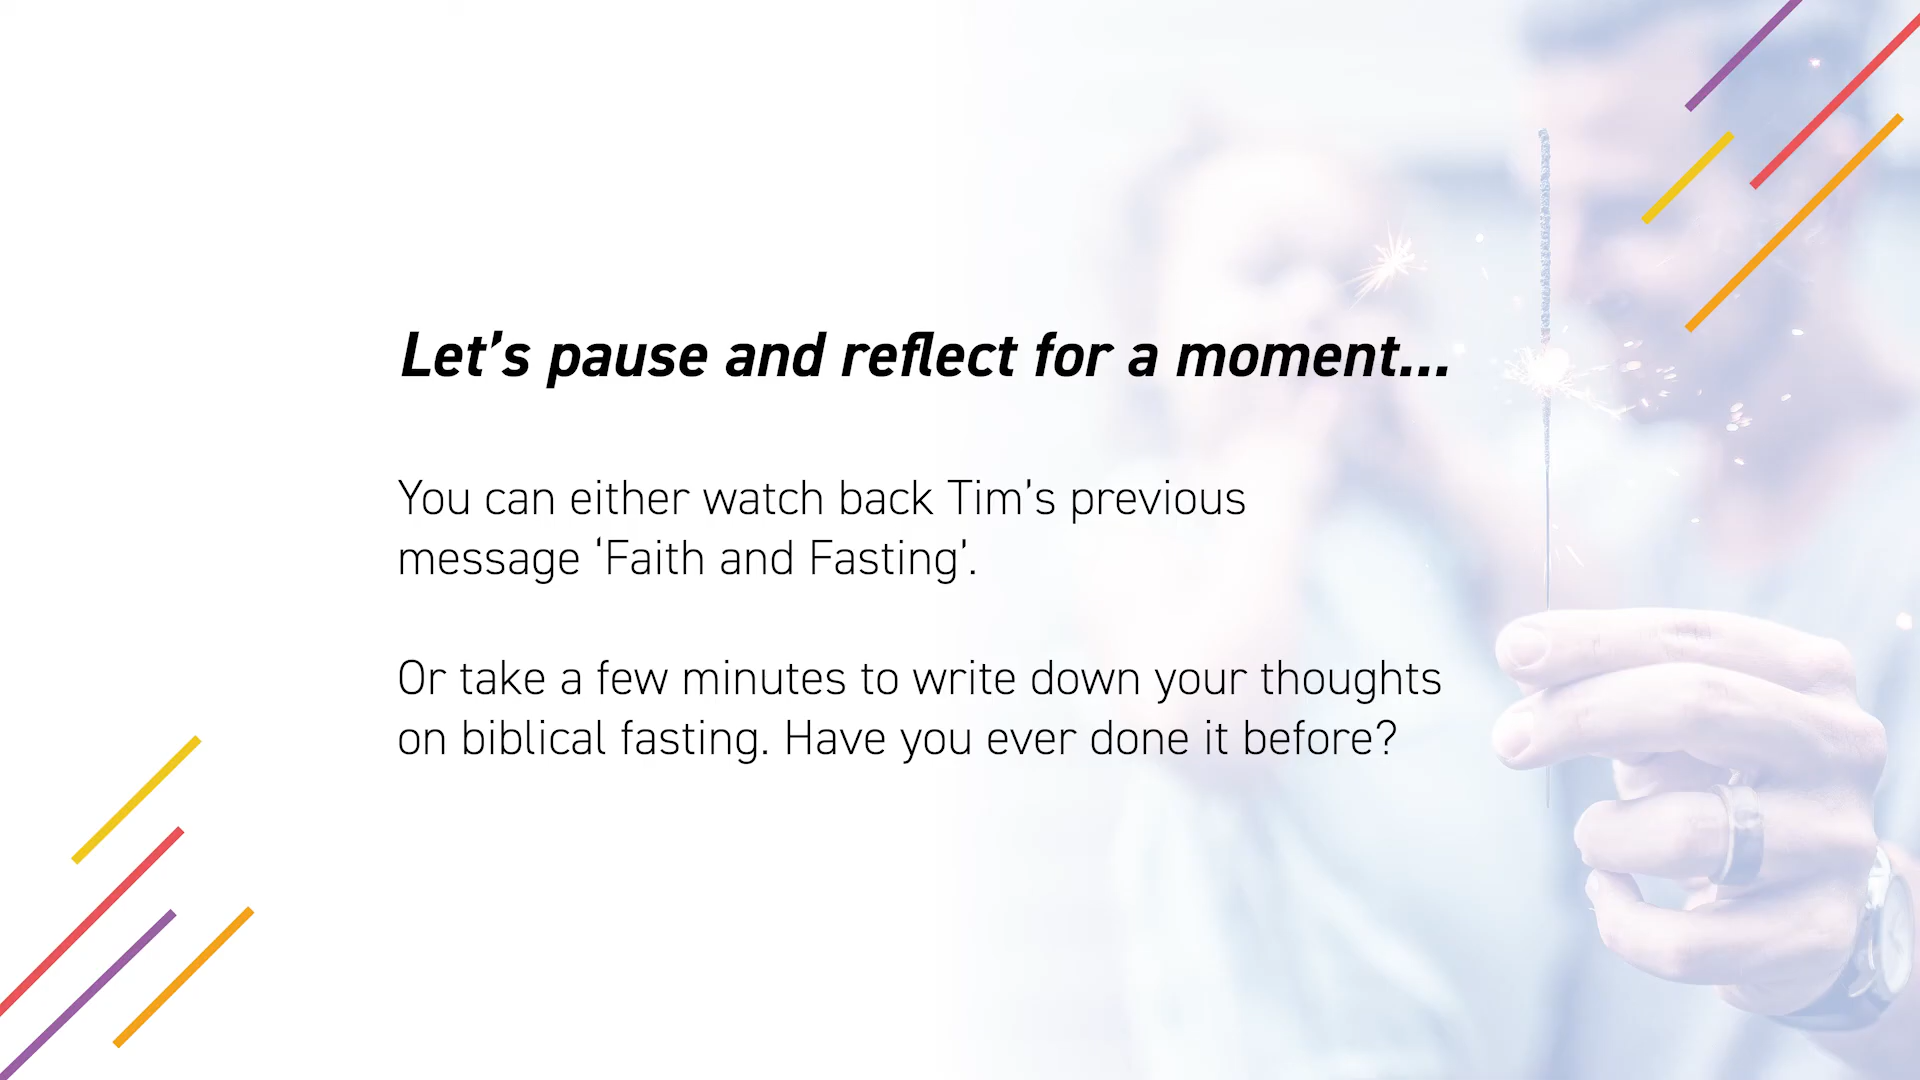 Let’s pause and reflect for a moment...
You can either watch back Tim’s previous
message ‘Faith and Fasting’.
Or take a few minutes to write down your thoughts
on biblical fasting. Have you ever done it before?